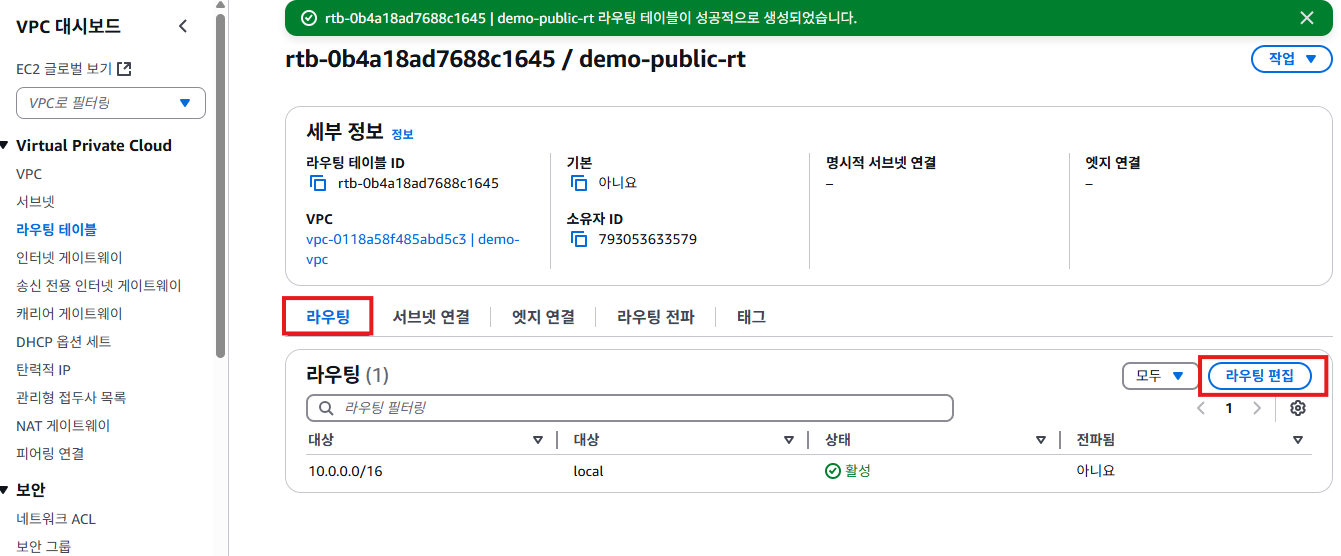 VPC 대시보드
EC2 글로벌 보기
VPC로 필터링
Virtual Private Cloud
VPC
서브넷
라우팅 테이블
인터넷 게이트웨이
송신 전용 인터넷 게이트웨이
캐리어 게이트웨이
DHCP 옵션 세트
탄력적 IP
관리형 접두사 목록
NAT 게이트웨이
피어링 연결
보안
네트워크 ACL
보안 그룹
rtb-0b4a18ad7688c1645 | demo-public-rt 라우팅 테이블이 성공적으로 생성되었습니다.
rtb-0b4a18ad7688c1645 / demo-public-rt
작업
세부 정보 정보
라우팅 테이블 ID
rtb-0b4a18ad7688c1645
기본
아니요
명시적 서브넷 연결
–
엣지 연결
–
VPC
vpc-0118a58f485abd5c3 | demo-
vpc
소유자 ID
793053633579
라우팅 서브넷 연결 엣지 연결 라우팅 전파 태그
라우팅 (1)
모두
라우팅 편집
라우팅 필터링
1
대상 대상 상태 전파됨
10.0.0.0/16 local 활성 아니요